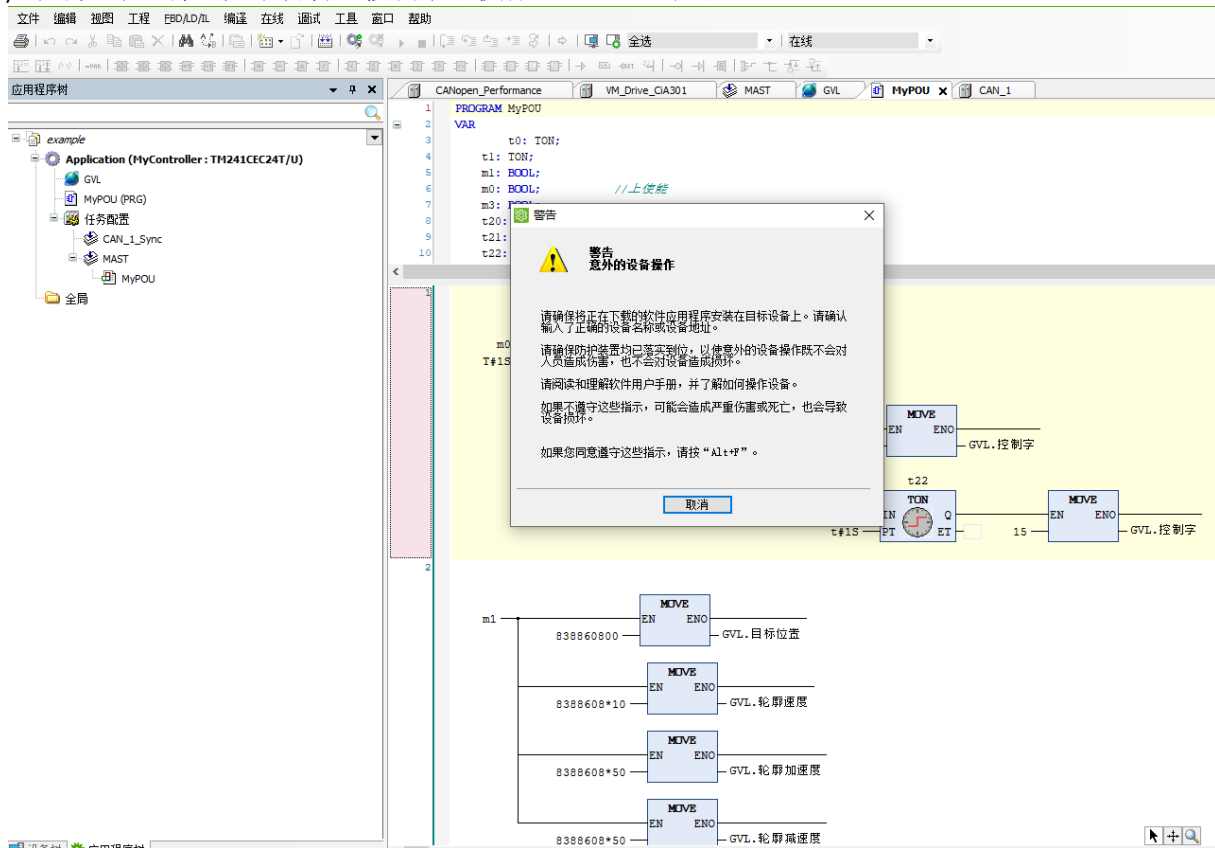 文件 编辑 视图 工程 FBD/LD/IL 编译 在线 调试 工具 窗口 帮助
全选 在线
应用程序树
CANopen_Performance VM_Drive_CiA301 MAST GVL MyPOU CAN_1
example
Application (MyController : TM241CEC24T/U)
GVL
MyPOU (PRG)
任务配置
CAN_1_Sync
MAST
MyPOU
全局
1 PROGRAM MyPOU
2 VAR
3 t0: TON;
4 t1: TON;
5 m1: BOOL;
6 m0: BOOL; //上使能
7 m3:
8 t20:
9 t21:
10 t22:
警告
警告
意外的设备操作
请确保将正在下载的软件应用程序安装在目标设备上。请确认
输入了正确的设备名称或设备地址。
请确保防护装置均已落实到位，以使意外的设备操作既不会对
人员造成伤害，也不会对设备造成损坏。
请阅读和理解软件用户手册，并了解如何操作设备。
如果不遵守这些指示，可能会造成严重伤害或死亡，也会导致
设备损坏。
如果您同意遵守这些指示，请按“Alt+F”。
取消
1
m0
T#1S
MOVE
EN ENO
GVL.控制字
t22
TON
IN Q
t#1S PT ET
MOVE
EN ENO
15 GVL.控制字
2
MOVE
m1 EN ENO
838860800 GVL.目标位置
MOVE
EN ENO
8388608*10 GVL.轮廓速度
MOVE
EN ENO
8388608*50 GVL.轮廓加速度
MOVE
EN ENO
8388608*50 GVL.轮廓减速度